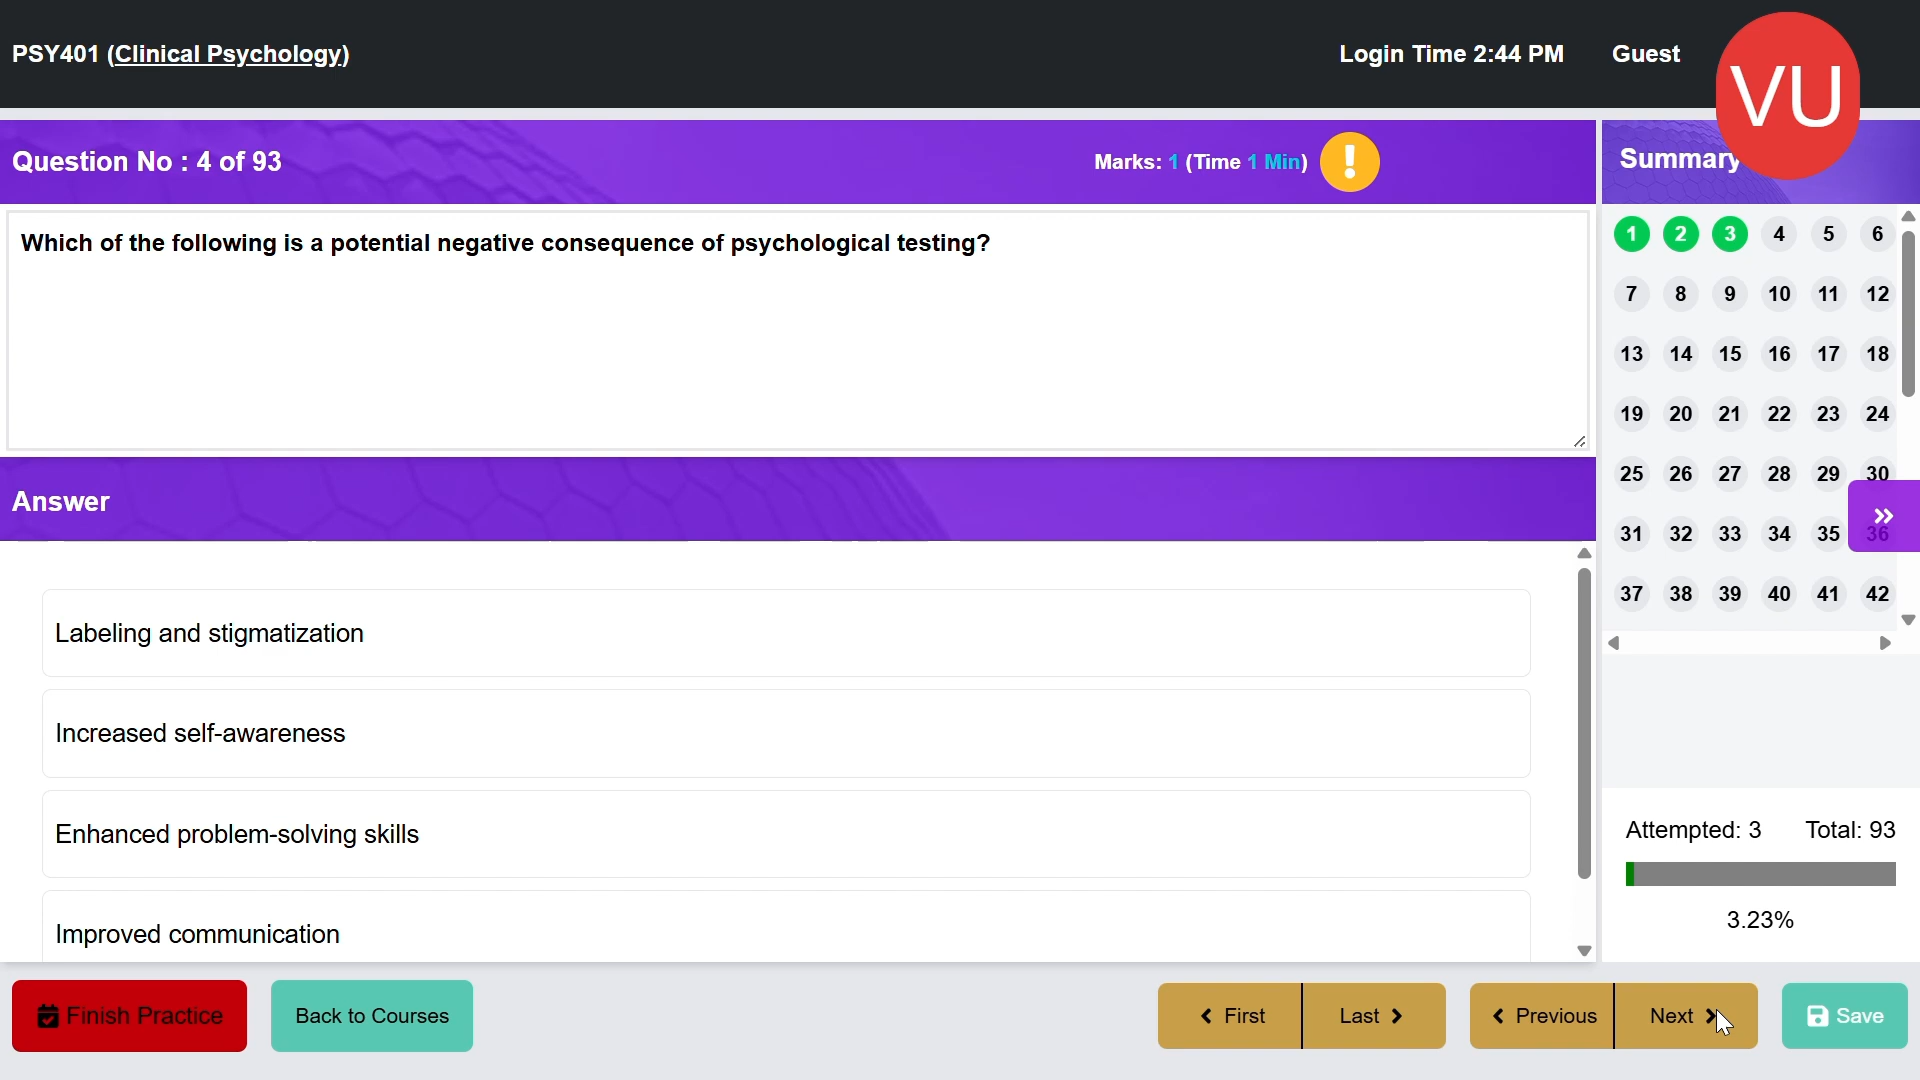 PSY401 (Clinical Psychology)
Login Time 2:44 PM
Guest
VU
Question No : 4 of 93
Marks: 1 (Time 1 Min)
Summary
Which of the following is a potential negative consequence of psychological testing?
1 2 3 4 5 6
7 8 9 10 11 12
13 14 15 16 17 18
19 20 21 22 23 24
25 26 27 28 29 30
31 32 33 34 35 36
37 38 39 40 41 42
Answer
Labeling and stigmatization
Increased self-awareness
Enhanced problem-solving skills
Improved communication
Attempted: 3 Total: 93
3.23%
Finish Practice
Back to Courses
First
Last
Previous
Next
Save